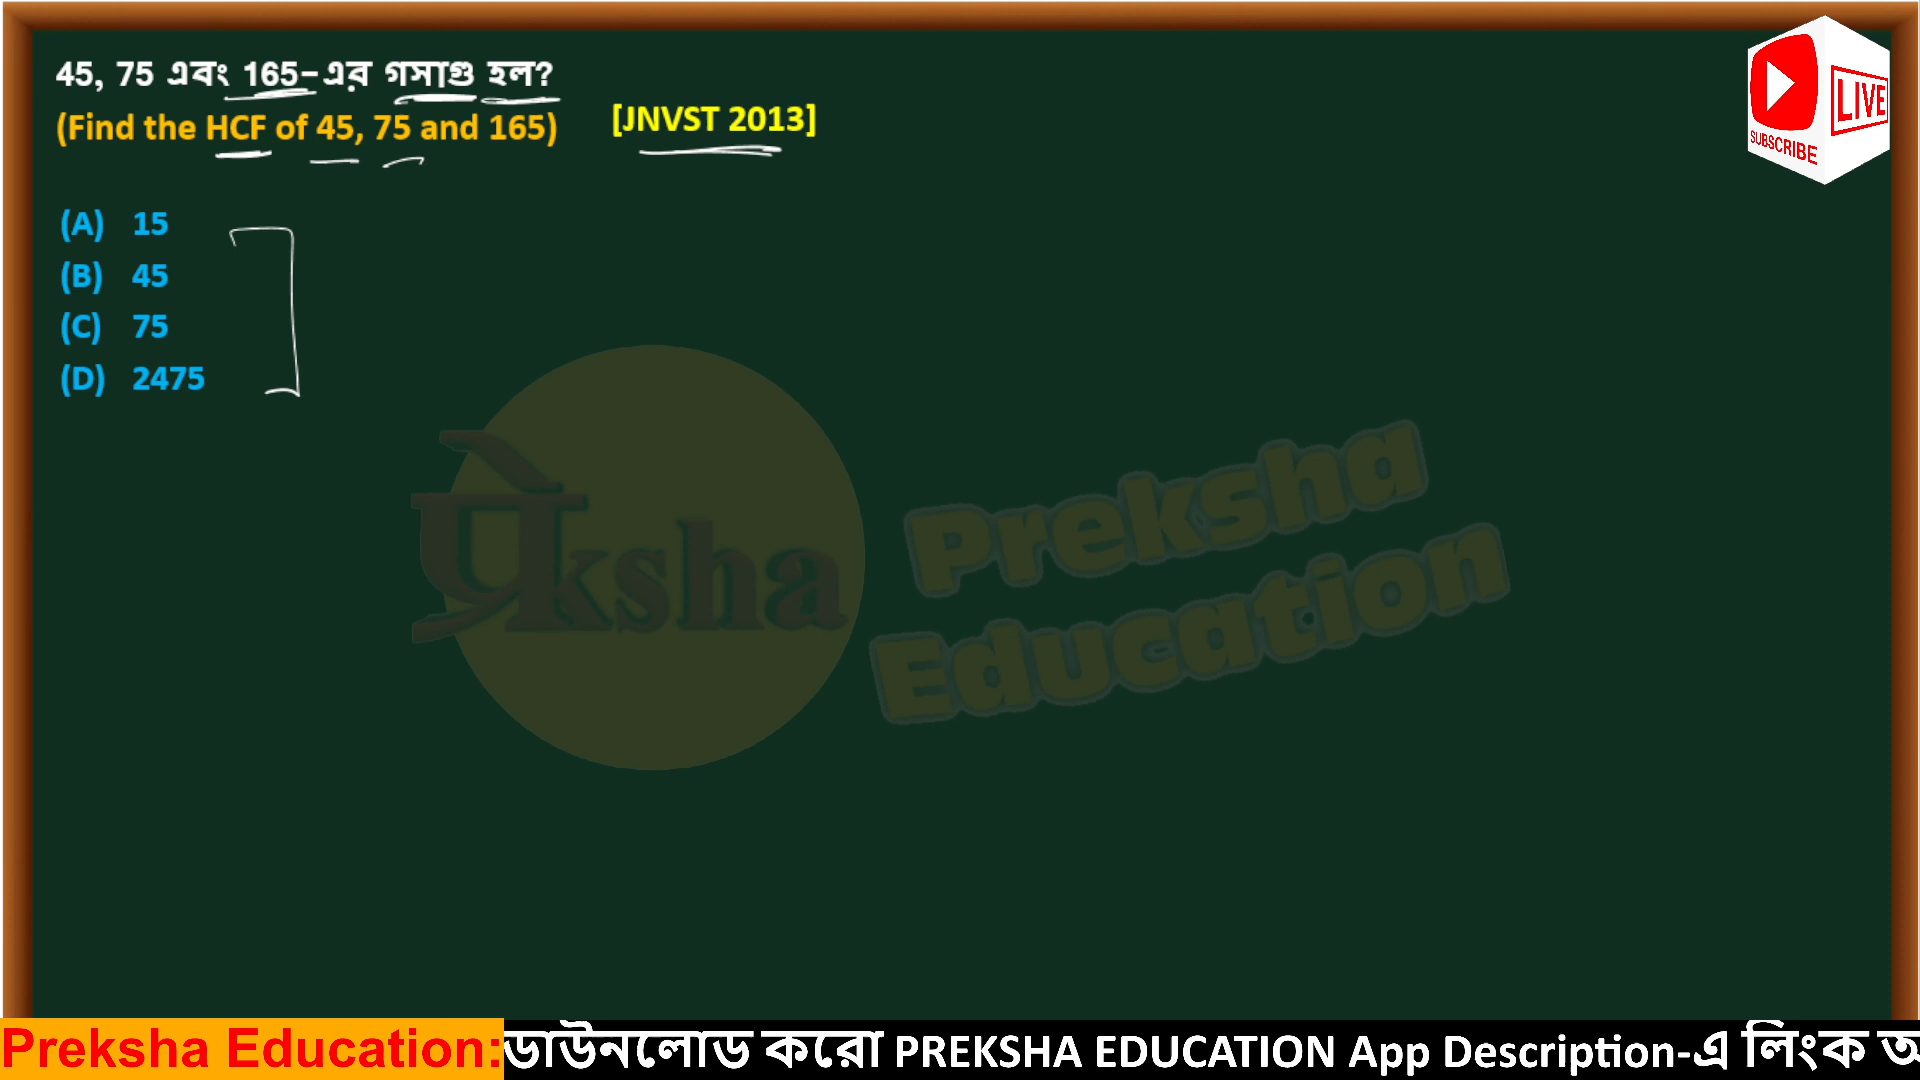 45, 75 এবং 165-এর গসাগু হল?
(Find the HCF of 45, 75 and 165)
[JNVST 2013]
(A) 15
(B) 45
(C) 75
(D) 2475
SUBSCRIBE
LIVE
प्रेksha
Preksha
Education
Preksha Education:ডাউনলোড করো PREKSHA EDUCATION App Description-এ লিংক